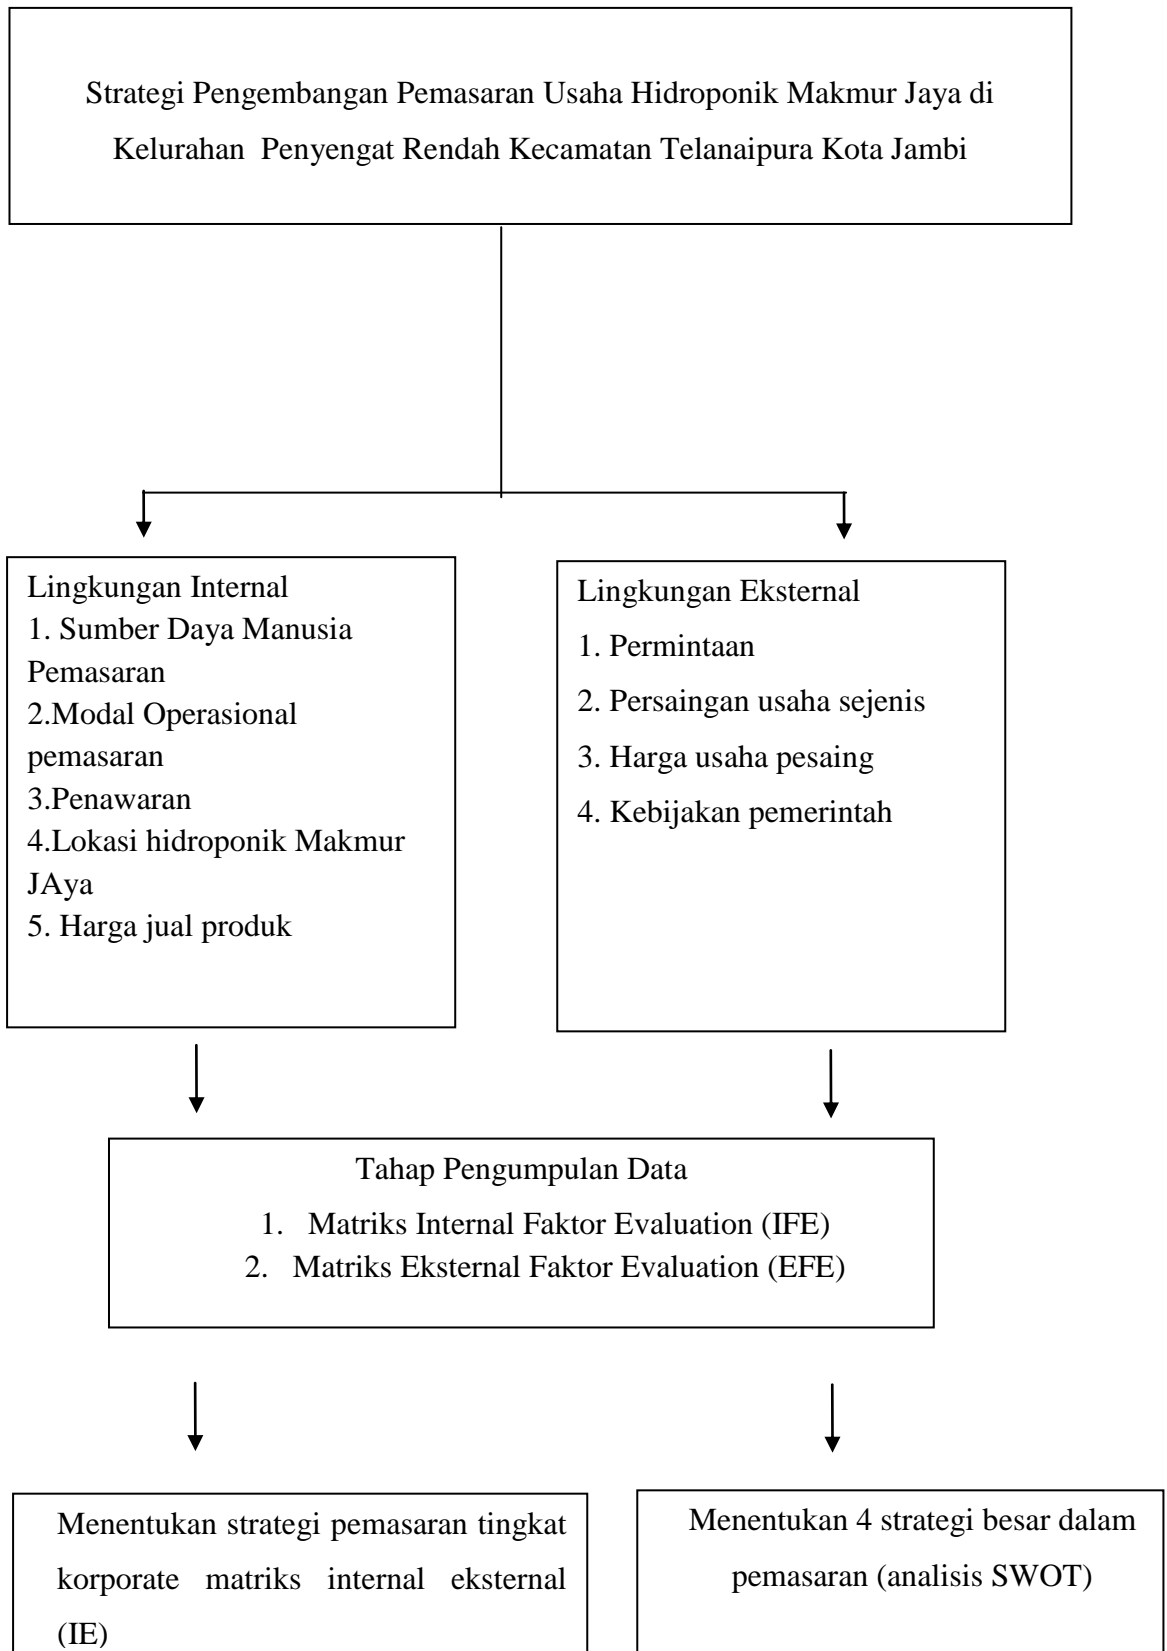 Strategi Pengembangan Pemasaran Usaha Hidroponik Makmur Jaya di
Kelurahan Penyengat Rendah Kecamatan Telanaipura Kota Jambi
Lingkungan Internal
1. Sumber Daya Manusia
Pemasaran
2.Modal Operasional
pemasaran
3.Penawaran
4.Lokasi hidroponik Makmur
JAya
5. Harga jual produk
Lingkungan Eksternal
1. Permintaan
2. Persaingan usaha sejenis
3. Harga usaha pesaing
4. Kebijakan pemerintah
Tahap Pengumpulan Data
1. Matriks Internal Faktor Evaluation (IFE)
2. Matriks Eksternal Faktor Evaluation (EFE)
Menentukan strategi pemasaran tingkat
korporate matriks internal eksternal
(IE)
Menentukan 4 strategi besar dalam
pemasaran (analisis SWOT)